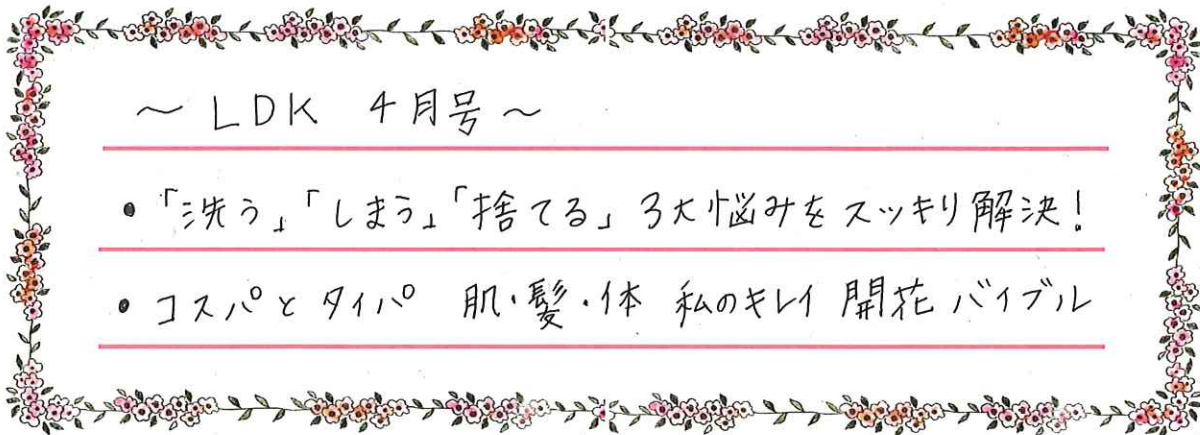 ～ LDK 4月号 ～
・「洗う」「しまう」「捨てる」 3大悩みをスッキリ解決！
・コスパとタイパ 肌・髪・体 私のキレイ 開花バイブル